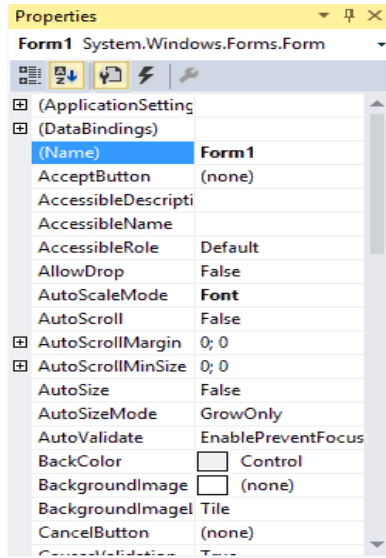 Properties
Form1 System.Windows.Forms.Form
(ApplicationSetting
(DataBindings)
(Name) Form1
AcceptButton (none)
AccessibleDescripti
AccessibleName
AccessibleRole Default
AllowDrop False
AutoScaleMode Font
AutoScroll False
AutoScrollMargin 0; 0
AutoScrollMinSize 0; 0
AutoSize False
AutoSizeMode GrowOnly
AutoValidate EnablePreventFocus
BackColor Control
BackgroundImage (none)
BackgroundImageL Tile
CancelButton (none)
CausesValidation True